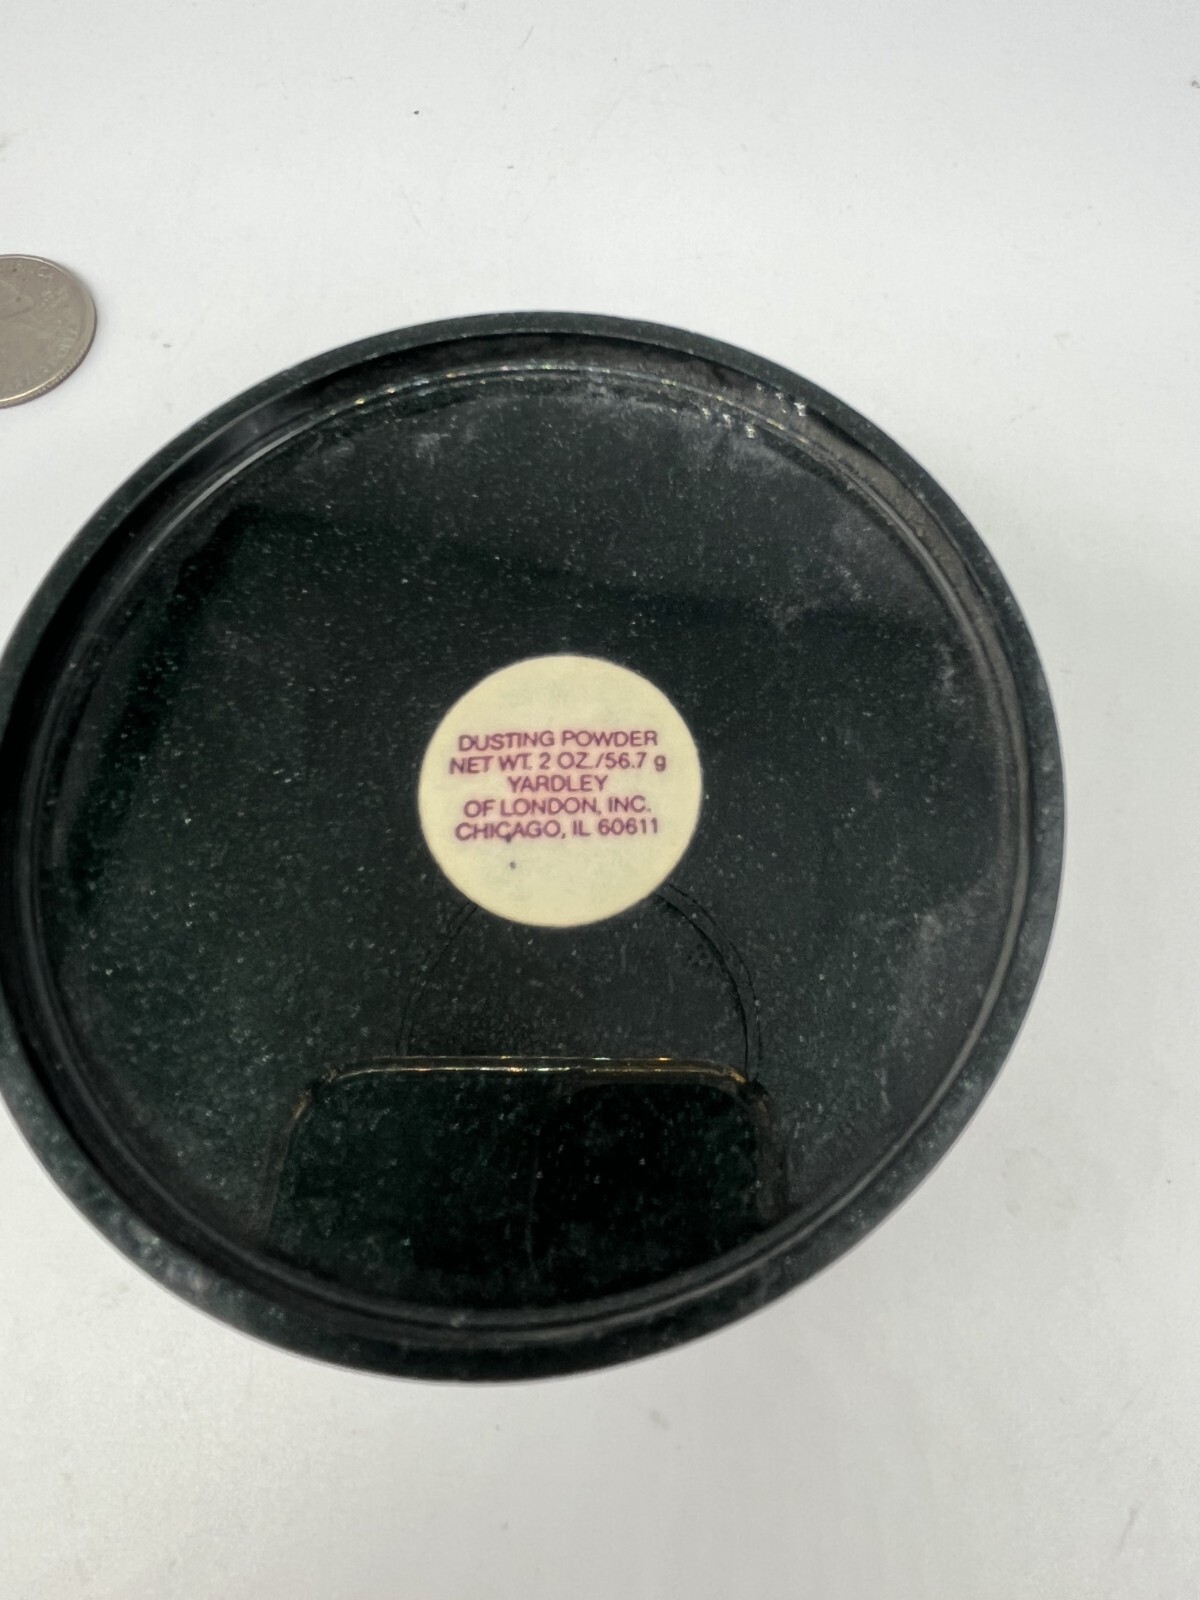 DUSTING POWDER
NET WT. 2 OZ./56.7 g
YARDLEY
OF LONDON, INC.
CHICAGO, IL 60611